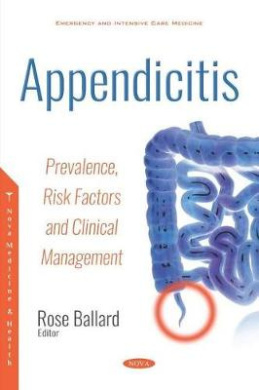 EMERGENCY AND INTENSIVE CARE MEDICINE
Appendicitis
Prevalence,
Risk Factors
and Clinical
Management
Nova Medicine & Health
Rose Ballard
Editor
NOVA